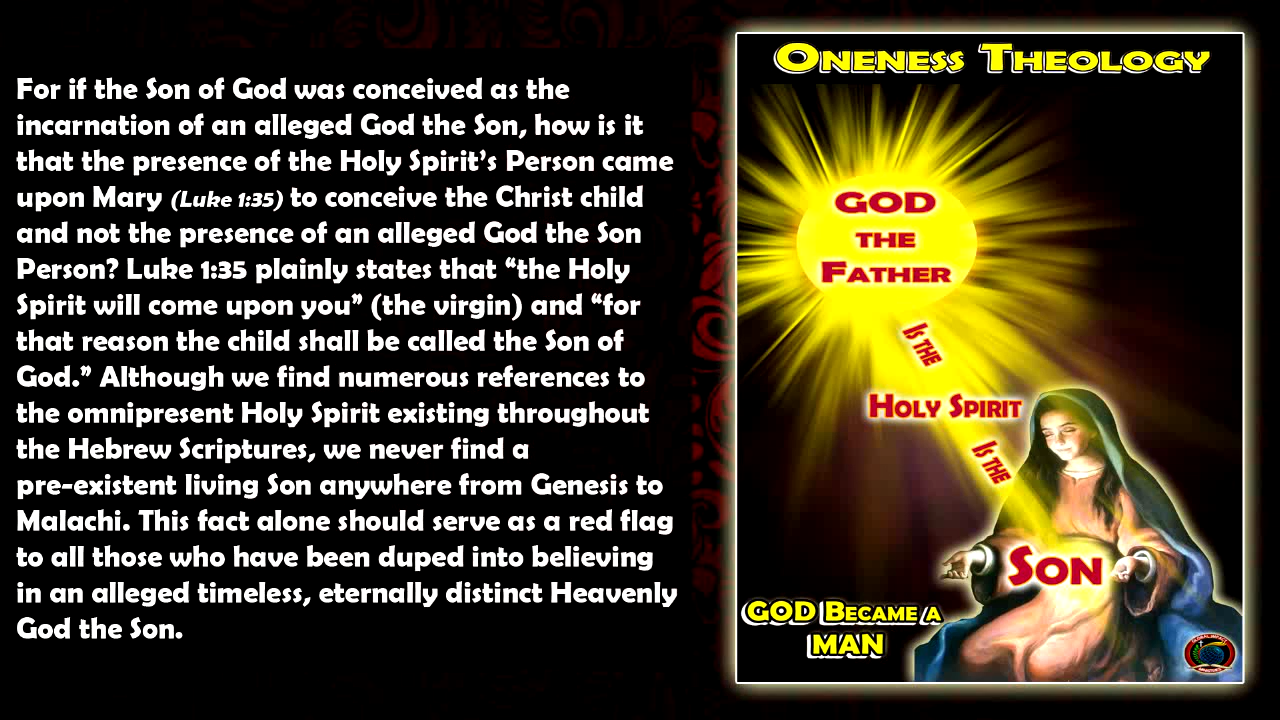 For if the Son of God was conceived as the
incarnation of an alleged God the Son, how is it
that the presence of the Holy Spirit’s Person came
upon Mary (Luke 1:35) to conceive the Christ child
and not the presence of an alleged God the Son
Person? Luke 1:35 plainly states that “the Holy
Spirit will come upon you” (the virgin) and “for
that reason the child shall be called the Son of
God.” Although we find numerous references to
the omnipresent Holy Spirit existing throughout
the Hebrew Scriptures, we never find a
pre-existent living Son anywhere from Genesis to
Malachi. This fact alone should serve as a red flag
to all those who have been duped into believing
in an alleged timeless, eternally distinct Heavenly
God the Son.
ONENESS THEOLOGY
GOD
THE
FATHER
IS THE
HOLY SPIRIT
IS THE
SON
GOD BECAME A
MAN
GLOBAL IMPACT
MINISTRIES